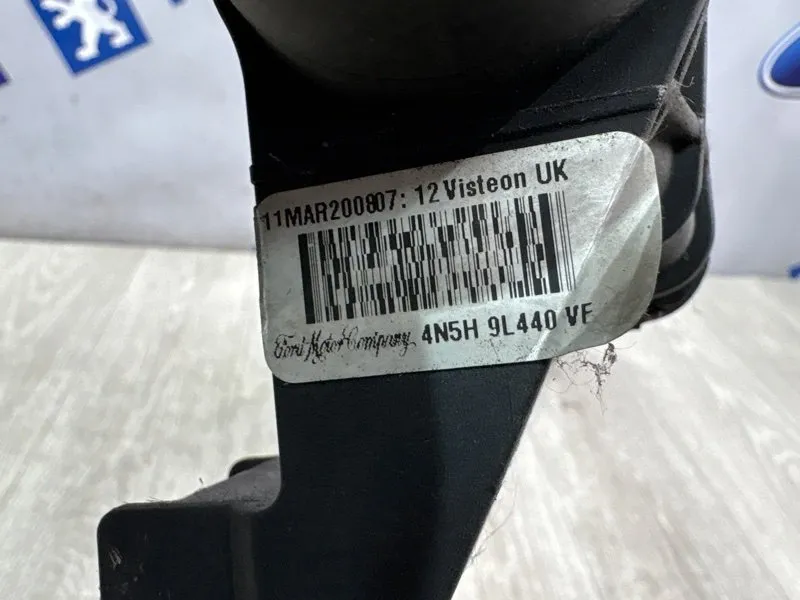 11MAR200807:12 Visteon UK
Ford Motor Company 4N5H 9L440 VF